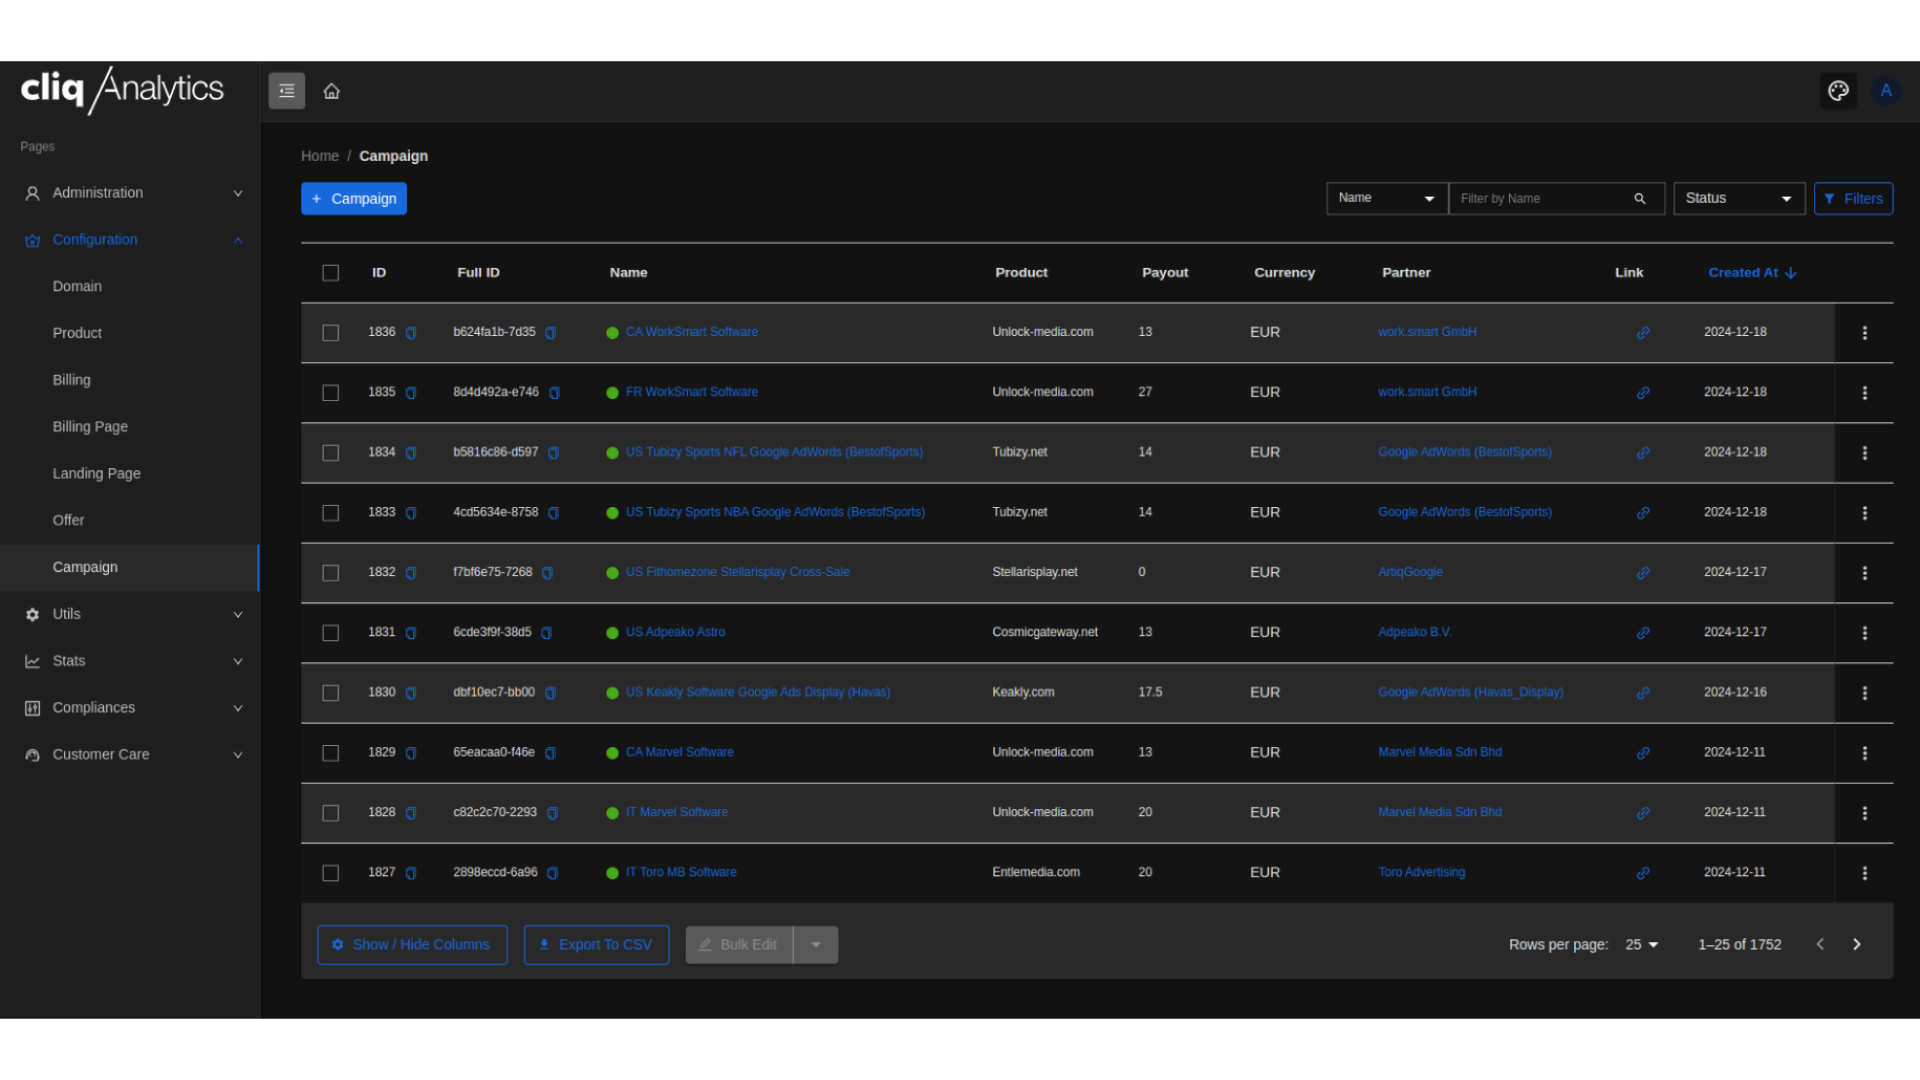 cliq/Analytics
A
Pages
Administration
Configuration
Domain
Product
Billing
Billing Page
Landing Page
Offer
Campaign
Utils
Stats
Compliances
Customer Care
Home / Campaign
+ Campaign
Name Filter by Name Status Filters
ID Full ID Name Product Payout Currency Partner Link Created At
1836 b624fa1b-7d35 CA WorkSmart Software Unlock-media.com 13 EUR work.smart GmbH 2024-12-18
1835 8d4d492a-e746 FR WorkSmart Software Unlock-media.com 27 EUR work.smart GmbH 2024-12-18
1834 b5816c86-d597 US Tubizy Sports NFL Google AdWords (BestofSports) Tubizy.net 14 EUR Google AdWords (BestofSports) 2024-12-18
1833 4cd5634e-8758 US Tubizy Sports NBA Google AdWords (BestofSports) Tubizy.net 14 EUR Google AdWords (BestofSports) 2024-12-18
1832 f7bf6e75-7268 US Fithomezone Stellarisplay Cross-Sale Stellarisplay.net 0 EUR ArtiqGoogle 2024-12-17
1831 6cde3f9f-38d5 US Adpeako Astro Cosmicgateway.net 13 EUR Adpeako B.V. 2024-12-17
1830 dbf10ec7-bb00 US Keakly Software Google Ads Display (Havas) Keakly.com 17.5 EUR Google AdWords (Havas_Display) 2024-12-16
1829 65eacaa0-f46e CA Marvel Software Unlock-media.com 13 EUR Marvel Media Sdn Bhd 2024-12-11
1828 c82c2c70-2293 IT Marvel Software Unlock-media.com 20 EUR Marvel Media Sdn Bhd 2024-12-11
1827 2898eccd-6a96 IT Toro MB Software Entlemedia.com 20 EUR Toro Advertising 2024-12-11
Show / Hide Columns Export To CSV Bulk Edit Rows per page: 25 1–25 of 1752